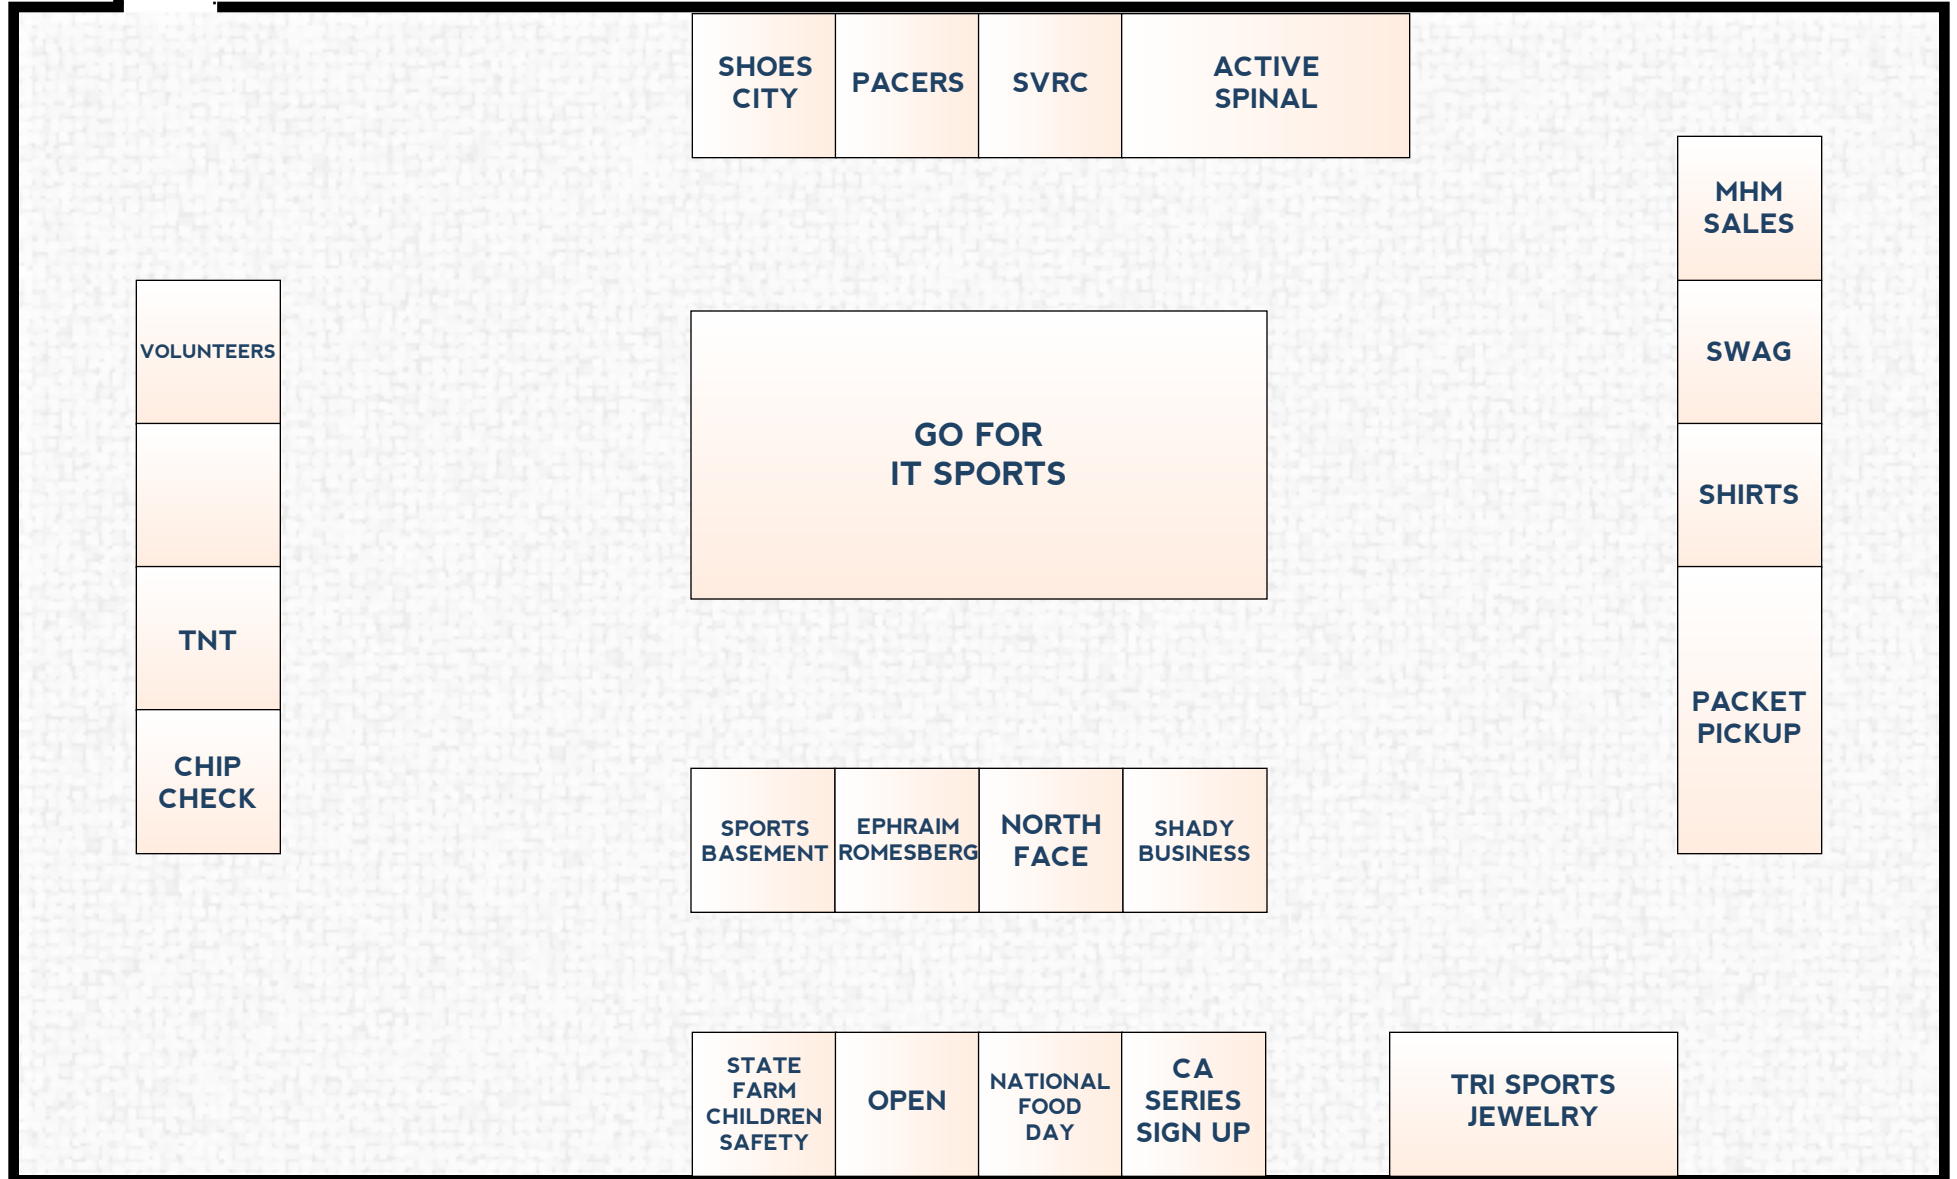 SHOES
CITY
PACERS
SVRC
ACTIVE
SPINAL
MHM
SALES
SWAG
SHIRTS
PACKET
PICKUP
VOLUNTEERS
TNT
CHIP
CHECK
GO FOR
IT SPORTS
SPORTS
BASEMENT
EPHRAIM
ROMESBERG
NORTH
FACE
SHADY
BUSINESS
STATE
FARM
CHILDREN
SAFETY
OPEN
NATIONAL
FOOD
DAY
CA
SERIES
SIGN UP
TRI SPORTS
JEWELRY